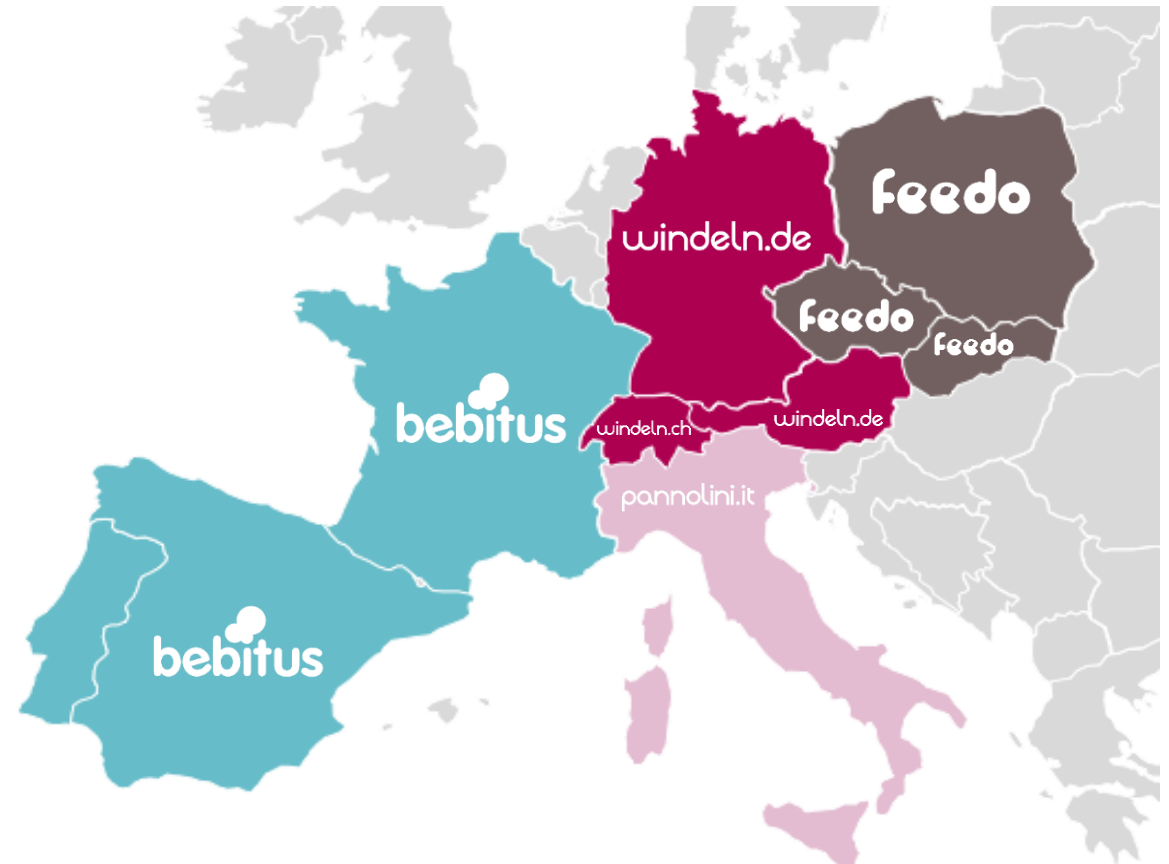 feedo
windeln.de
feedo
feedo
bebitus
windeln.de
windeln.ch
pannolini.it
bebitus